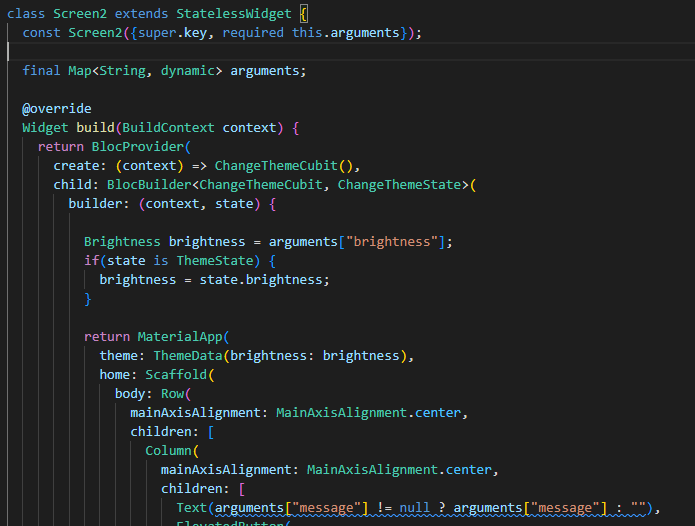 class Screen2 extends StatelessWidget {
const Screen2({super.key, required this.arguments});
final Map<String, dynamic> arguments;
@override
Widget build(BuildContext context) {
return BlocProvider(
create: (context) => ChangeThemeCubit(),
child: BlocBuilder<ChangeThemeCubit, ChangeThemeState>(
builder: (context, state) {
Brightness brightness = arguments["brightness"];
if(state is ThemeState) {
brightness = state.brightness;
}
return MaterialApp(
theme: ThemeData(brightness: brightness),
home: Scaffold(
body: Row(
mainAxisAlignment: MainAxisAlignment.center,
children: [
Column(
mainAxisAlignment: MainAxisAlignment.center,
children: [
Text(arguments["message"] != null ? arguments["message"] : ""),
ElevatedButton(